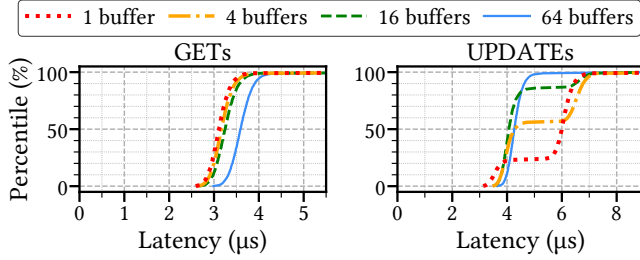 1 buffer 4 buffers 16 buffers 64 buffers
GETs UPDATEs
Percentile (%)
100
50
0
0 1 2 3 4 5
Latency (μs)
100
50
0
0 2 4 6 8
Latency (μs)